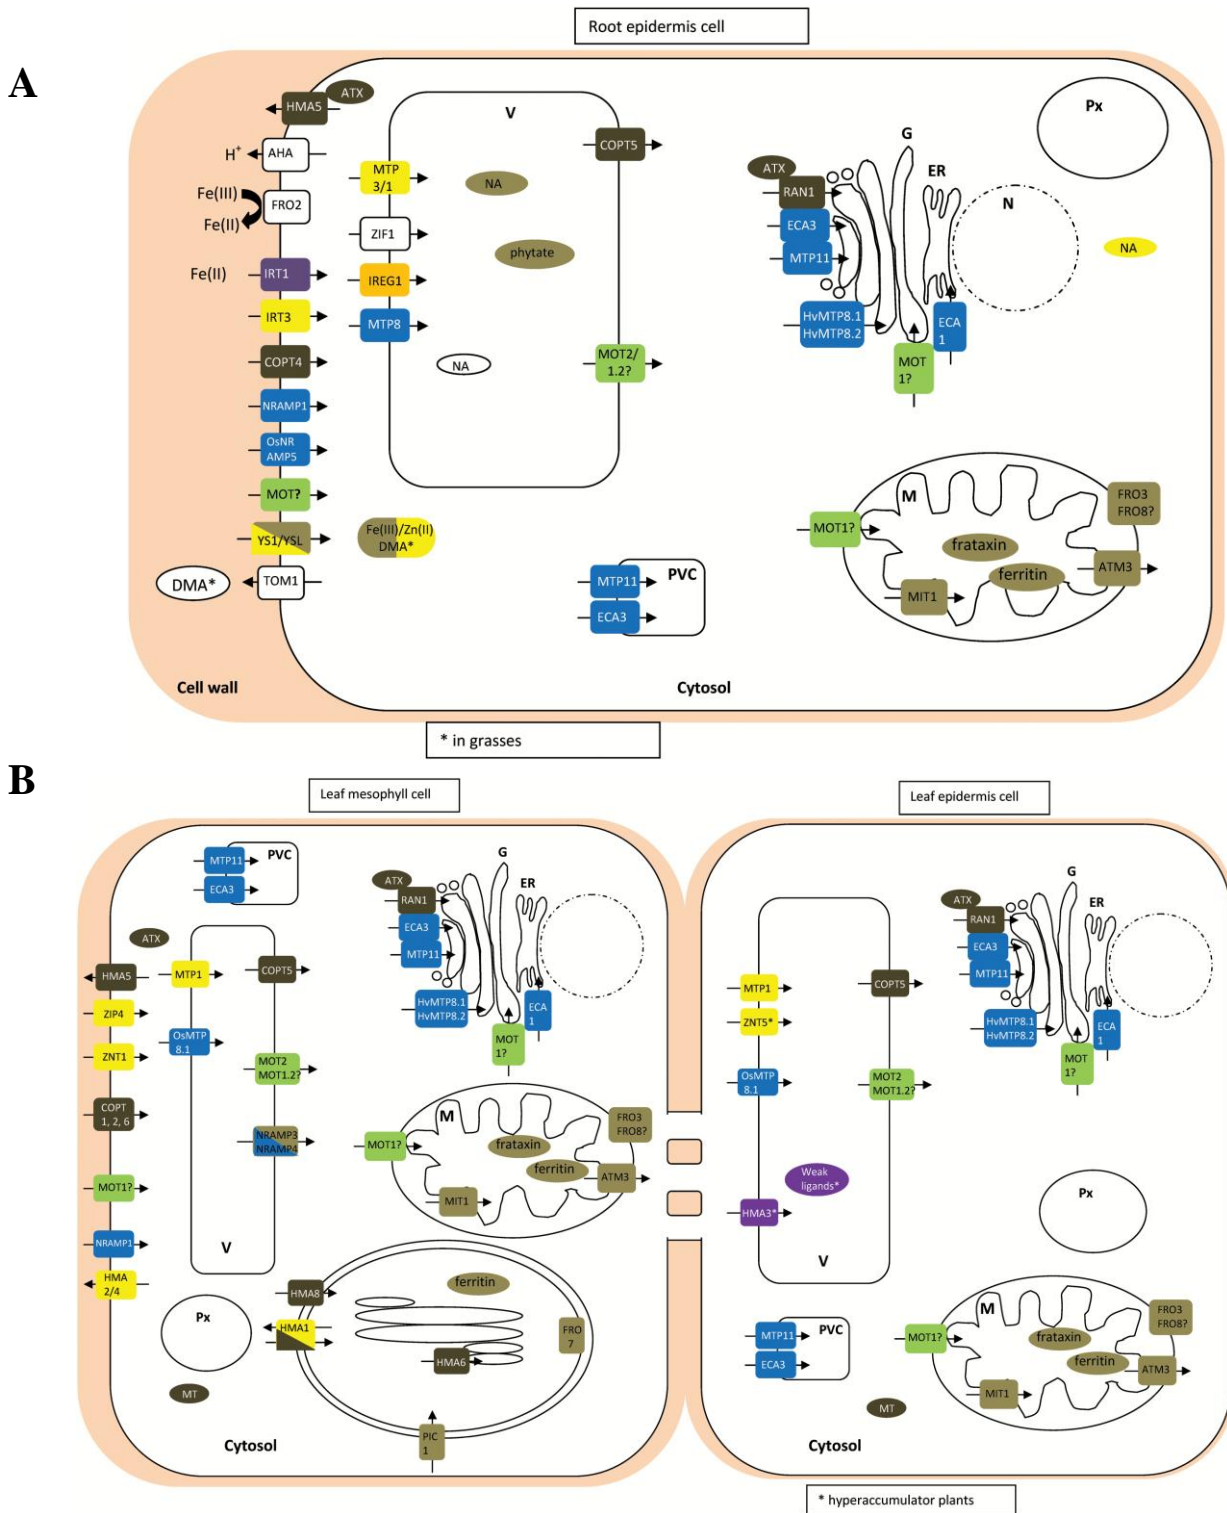 Root epidermis cell
A
HMA5
ATX
H+
AHA
Fe(III)
Fe(II)
FRO2
Fe(II)
IRT1
IRT3
COPT4
NRAMP1
OsNR
AMP5
MOT?
YS1/YSL
DMA*
TOM1
Fe(III)/Zn(II)
DMA*
V
MTP
3/1
ZIF1
IREG1
MTP8
NA
phytate
NA
COPT5
MOT2/
1.2?
G
ER
ATX
RAN1
ECA3
MTP11
HvMTP8.1
HvMTP8.2
MOT
1?
ECA
1
N
Px
NA
M
MOT1?
frataxin
ferritin
MIT1
FRO3
FRO8?
ATM3
MTP11
ECA3
PVC
Cell wall
Cytosol
* in grasses
B
Leaf mesophyll cell
MTP11
ECA3
PVC
ATX
HMA5
ZIP4
ZNT1
COPT
1, 2, 6
MOT1?
NRAMP1
HMA
2/4
MTP1
OsMTP
8.1
COPT5
MOT2
MOT1.2?
NRAMP3
NRAMP4
V
G
ER
ATX
RAN1
ECA3
MTP11
HvMTP8.1
HvMTP8.2
MOT
1?
ECA
1
M
MOT1?
frataxin
ferritin
MIT1
FRO3
FRO8?
ATM3
Px
MT
HMA8
HMA1
ferritin
HMA6
FRO
7
PIC
1
Cytosol
Leaf epidermis cell
MTP1
ZNT5*
OsMTP
8.1
HMA3*
Weak
ligands*
COPT5
MOT2
MOT1.2?
V
G
ER
ATX
RAN1
ECA3
MTP11
HvMTP8.1
HvMTP8.2
MOT
1?
ECA
1
Px
MTP11
ECA3
PVC
MT
M
MOT1?
frataxin
ferritin
MIT1
FRO3
FRO8?
ATM3
Cytosol
* hyperaccumulator plants